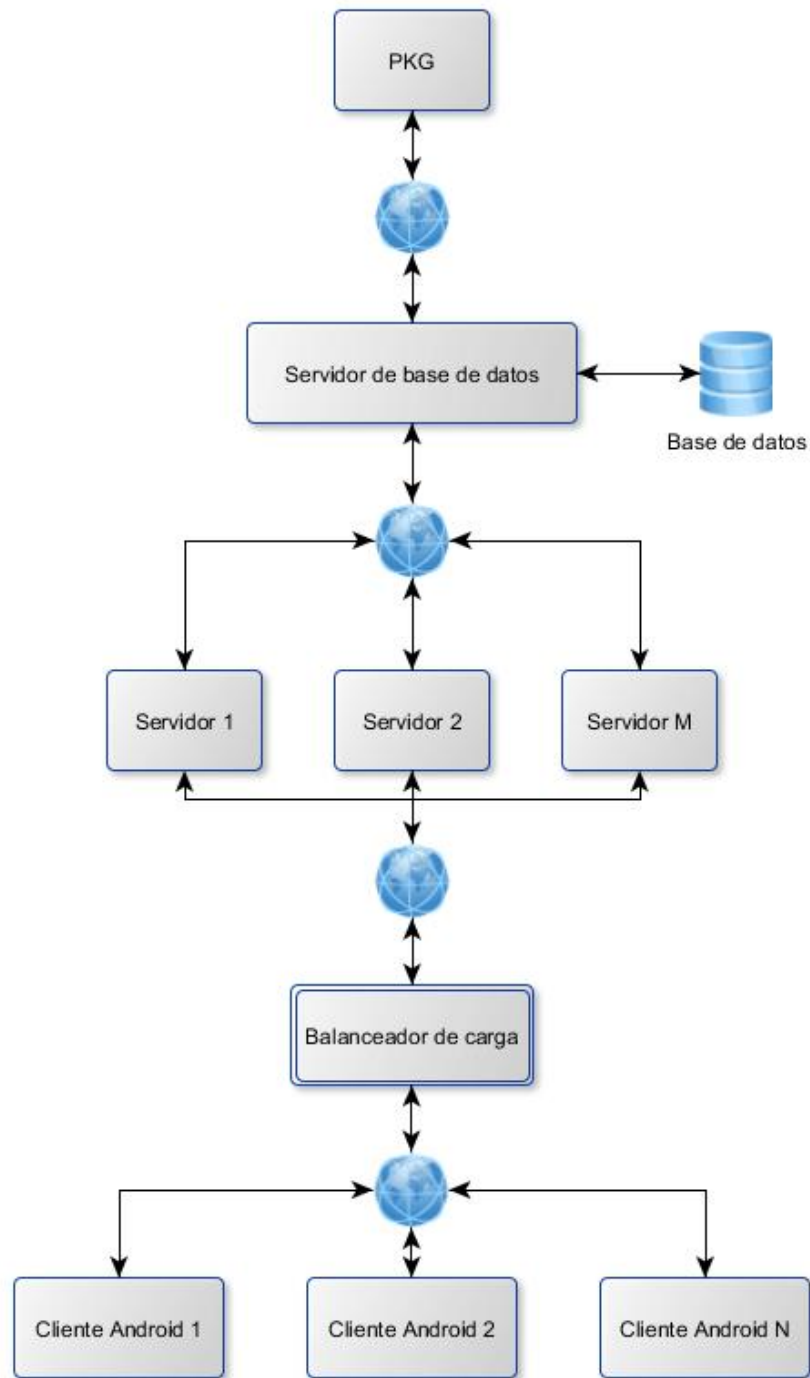 PKG
Servidor de base de datos
Base de datos
Servidor 1
Servidor 2
Servidor M
Balanceador de carga
Cliente Android 1
Cliente Android 2
Cliente Android N